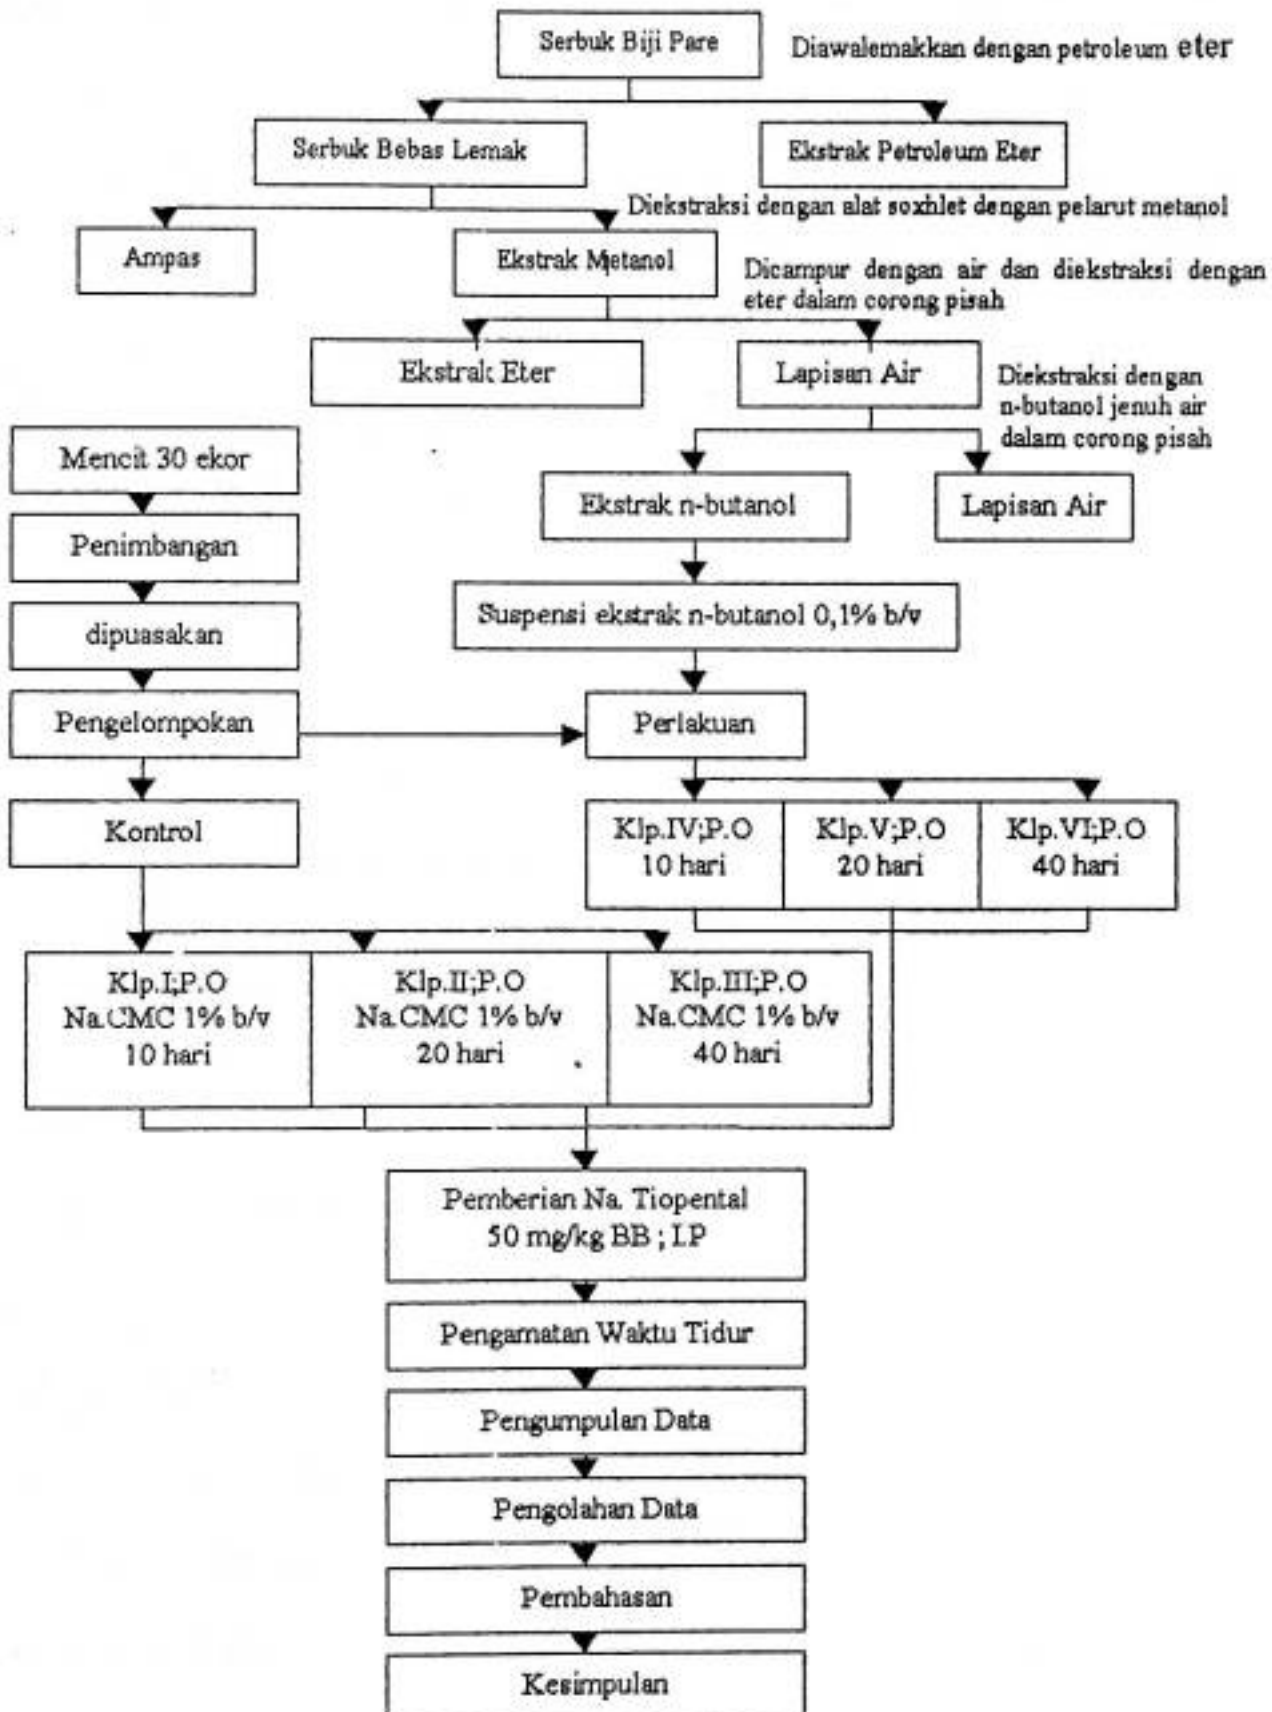 Serbuk Biji Pare
Diawalemakkan dengan petroleum eter
Serbuk Bebas Lemak
Ekstrak Petroleum Eter
Diekstraksi dengan alat soxhlet dengan pelarut metanol
Ampas
Ekstrak Metanol
Dicampur dengan air dan diekstraksi dengan
eter dalam corong pisah
Ekstrak Eter
Lapisan Air
Diekstraksi dengan
n-butanol jenuh air
dalam corong pisah
Mencit 30 ekor
Ekstrak n-butanol
Lapisan Air
Penimbangan
Suspensi ekstrak n-butanol 0,1% b/v
dipuasakan
Pengelompokan
Perlakuan
Kontrol
Klp.IV;P.O
10 hari
Klp.V;P.O
20 hari
Klp.VI;P.O
40 hari
Klp.I;P.O
Na.CMC 1% b/v
10 hari
Klp.II;P.O
Na.CMC 1% b/v
20 hari
Klp.III;P.O
Na.CMC 1% b/v
40 hari
Pemberian Na. Tiopental
50 mg/kg BB ; I.P
Pengamatan Waktu Tidur
Pengumpulan Data
Pengolahan Data
Pembahasan
Kesimpulan